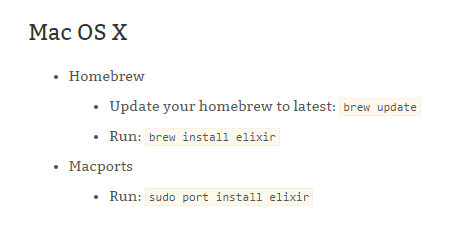 Mac OS X
Homebrew
Update your homebrew to latest: brew update
Run: brew install elixir
Macports
Run: sudo port install elixir